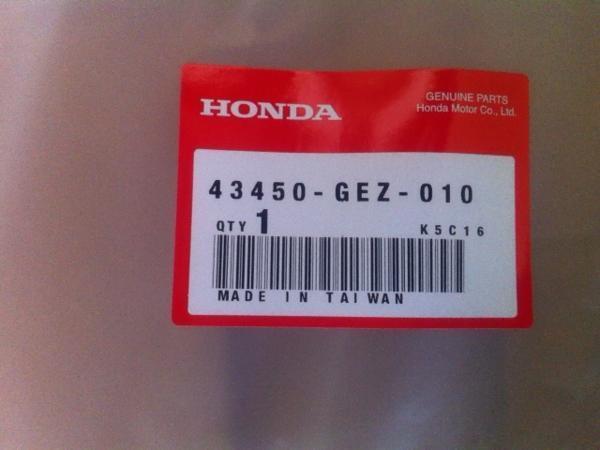 HONDA
GENUINE PARTS
Honda Motor Co., Ltd.
43450-GEZ-010
QTY 1
K5C16
MADE IN TAIWAN